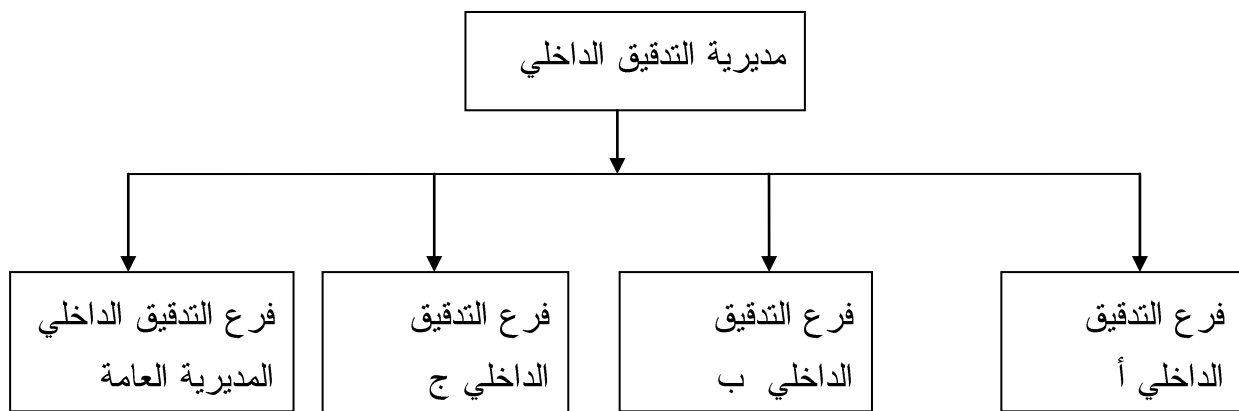 مديرية التدقيق الداخلي
فرع التدقيق
الداخلي أ
فرع التدقيق
الداخلي ب
فرع التدقيق
الداخلي ج
فرع التدقيق الداخلي
المديرية العامة